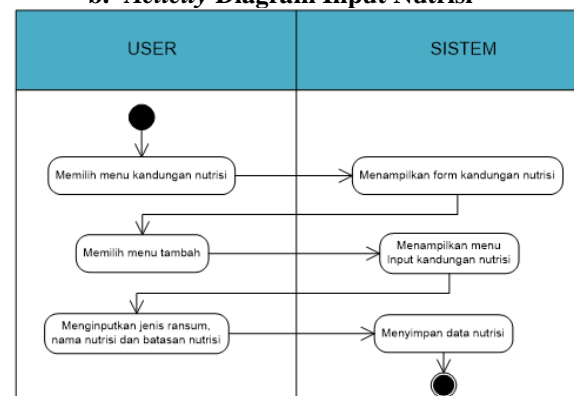 b. Activity Diagram Input Nutrisi
USER
SISTEM
Memilih menu kandungan nutrisi
Menampilkan form kandungan nutrisi
Memilih menu tambah
Menampilkan menu
Input kandungan nutrisi
Menginputkan jenis ransum,
nama nutrisi dan batasan nutrisi
Menyimpan data nutrisi